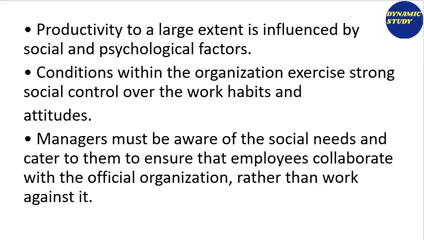 DYNAMIC
STUDY
• Productivity to a large extent is influenced by
social and psychological factors.
• Conditions within the organization exercise strong
social control over the work habits and
attitudes.
• Managers must be aware of the social needs and
cater to them to ensure that employees collaborate
with the official organization, rather than work
against it.